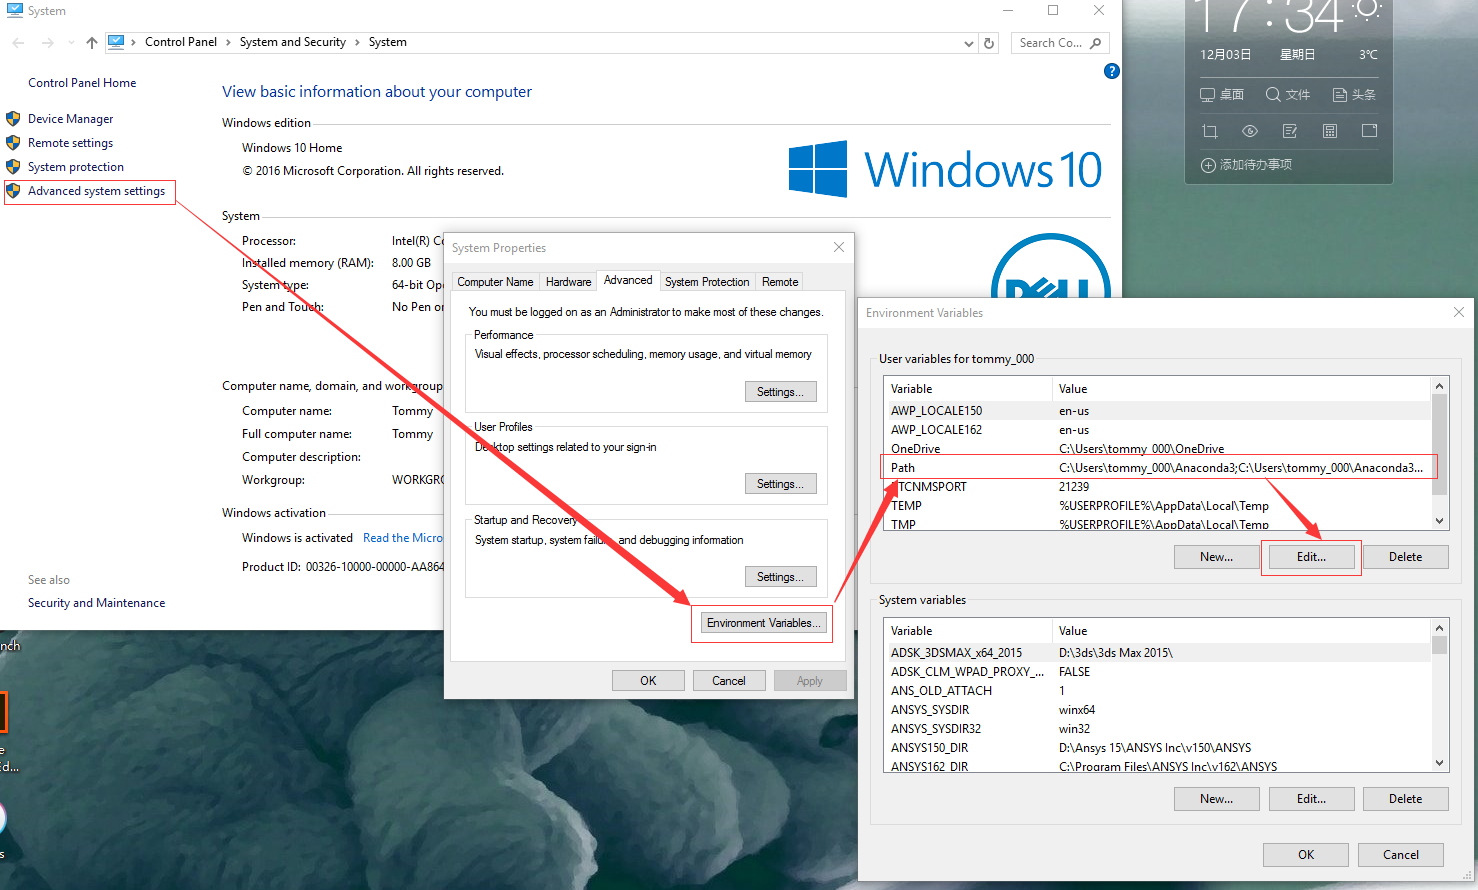 System
Control Panel > System and Security > System
Search Co...
Control Panel Home
Device Manager
Remote settings
System protection
Advanced system settings
See also
Security and Maintenance
View basic information about your computer
Windows edition
Windows 10 Home
© 2016 Microsoft Corporation. All rights reserved.
Windows 10
System
Processor: Intel(R) Co
Installed memory (RAM): 8.00 GB
System type: 64-bit Ope
Pen and Touch: No Pen or
DELL
Computer name, domain, and workgroup
Computer name: Tommy
Full computer name: Tommy
Computer description:
Workgroup: WORKGRO
Windows activation
Windows is activated Read the Micro
Product ID: 00326-10000-00000-AA864
System Properties
Computer Name Hardware Advanced System Protection Remote
You must be logged on as an Administrator to make most of these changes.
Performance
Visual effects, processor scheduling, memory usage, and virtual memory
Settings...
User Profiles
Desktop settings related to your sign-in
Settings...
Startup and Recovery
System startup, system failure, and debugging information
Settings...
Environment Variables...
OK Cancel Apply
Environment Variables
User variables for tommy_000
Variable Value
AWP_LOCALE150 en-us
AWP_LOCALE162 en-us
OneDrive C:\Users\tommy_000\OneDrive
Path C:\Users\tommy_000\Anaconda3;C:\Users\tommy_000\Anaconda3...
TCNMSPORT 21239
TEMP %USERPROFILE%\AppData\Local\Temp
TMP %USERPROFILE%\AppData\Local\Temp
New... Edit... Delete
System variables
Variable Value
ADSK_3DSMAX_x64_2015 D:\3ds\3ds Max 2015\
ADSK_CLM_WPAD_PROXY_... FALSE
ANS_OLD_ATTACH 1
ANSYS_SYSDIR winx64
ANSYS_SYSDIR32 win32
ANSYS150_DIR D:\Ansys 15\ANSYS Inc\v150\ANSYS
ANSYS162_DIR C:\Program Files\ANSYS Inc\v162\ANSYS
New... Edit... Delete
OK Cancel
17:34
12月03日 星期日 3℃
桌面 文件 头条
添加待办事项
nch
e
Ed...
s